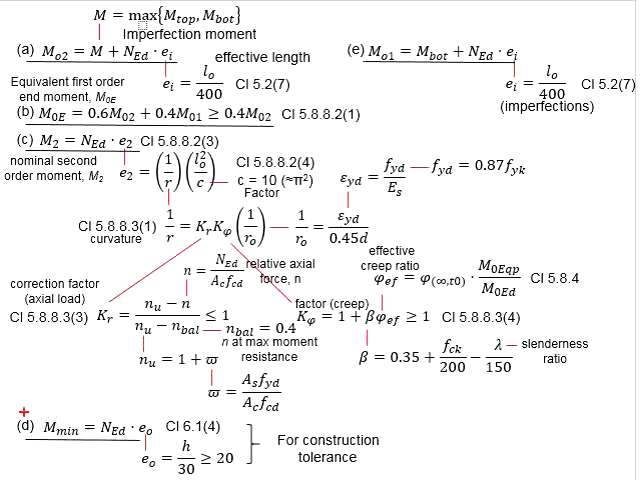 M = max{M_top, M_bot}
Imperfection moment
(a) M_o2 = M + N_Ed · e_i
effective length
(e) M_o1 = M_bot + N_Ed · e_i
e_i = l_o/400 Cl 5.2(7)
e_i = l_o/400 Cl 5.2(7)
(imperfections)
Equivalent first order
end moment, M_0E
(b) M_0E = 0.6M_02 + 0.4M_01 ≥ 0.4M_02 Cl 5.8.8.2(1)
(c) M_2 = N_Ed · e_2 Cl 5.8.8.2(3)
nominal second
order moment, M_2
e_2 = (1/r)(l_o^2/c)
Cl 5.8.8.2(4)
c = 10 (≈π²)
Factor
ε_yd = f_yd/E_s
f_yd = 0.87f_yk
Cl 5.8.8.3(1)
curvature
1/r = K_r K_φ (1/r_o)
1/r_o = ε_yd/0.45d
n = N_Ed/(A_c f_cd) relative axial
force, n
effective
creep ratio
φ_ef = φ_(∞,t0) · M_0Eqp/M_0Ed Cl 5.8.4
correction factor
(axial load)
Cl 5.8.8.3(3) K_r = (n_u − n)/(n_u − n_bal) ≤ 1
n_bal = 0.4
n at max moment
resistance
factor (creep)
K_φ = 1 + βφ_ef ≥ 1 Cl 5.8.8.3(4)
n_u = 1 + ϖ
β = 0.35 + f_ck/200 − λ/150
slenderness
ratio
ϖ = A_s f_yd/(A_c f_cd)
+
(d) M_min = N_Ed · e_o Cl 6.1(4)
e_o = h/30 ≥ 20
For construction
tolerance